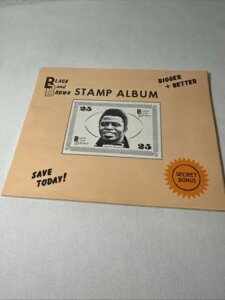 BLACK
and
BROWN STAMP ALBUM
BIGGER + BETTER
25
25
SAVE TODAY!
SECRET
BONUS